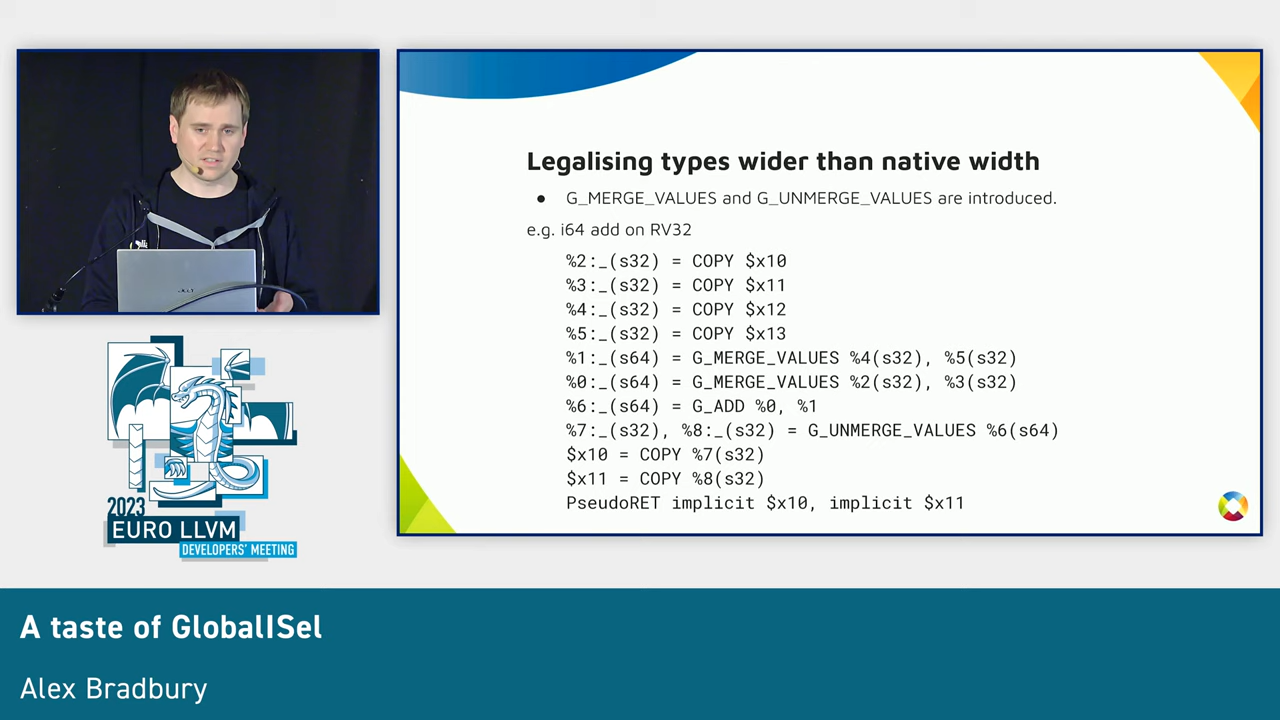 Legalising types wider than native width
● G_MERGE_VALUES and G_UNMERGE_VALUES are introduced.
e.g. i64 add on RV32
%2:_(s32) = COPY $x10
%3:_(s32) = COPY $x11
%4:_(s32) = COPY $x12
%5:_(s32) = COPY $x13
%1:_(s64) = G_MERGE_VALUES %4(s32), %5(s32)
%0:_(s64) = G_MERGE_VALUES %2(s32), %3(s32)
%6:_(s64) = G_ADD %0, %1
%7:_(s32), %8:_(s32) = G_UNMERGE_VALUES %6(s64)
$x10 = COPY %7(s32)
$x11 = COPY %8(s32)
PseudoRET implicit $x10, implicit $x11
2023
EURO LLVM
DEVELOPERS' MEETING
A taste of GlobalISel
Alex Bradbury